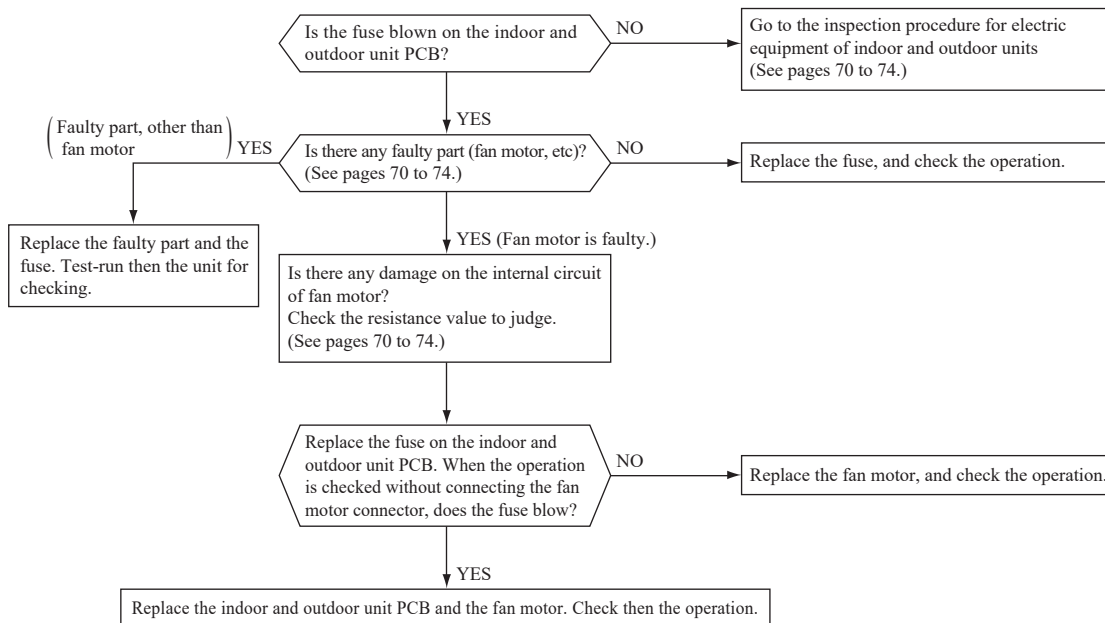 Is the fuse blown on the indoor and
outdoor unit PCB?
NO
Go to the inspection procedure for electric
equipment of indoor and outdoor units
(See pages 70 to 74.)
YES
(Faulty part, other than
fan motor)
YES
Is there any faulty part (fan motor, etc)?
(See pages 70 to 74.)
NO
Replace the fuse, and check the operation.
Replace the faulty part and the
fuse. Test-run then the unit for
checking.
YES (Fan motor is faulty.)
Is there any damage on the internal circuit
of fan motor?
Check the resistance value to judge.
(See pages 70 to 74.)
Replace the fuse on the indoor and
outdoor unit PCB. When the operation
is checked without connecting the fan
motor connector, does the fuse blow?
NO
Replace the fan motor, and check the operation.
YES
Replace the indoor and outdoor unit PCB and the fan motor. Check then the operation.